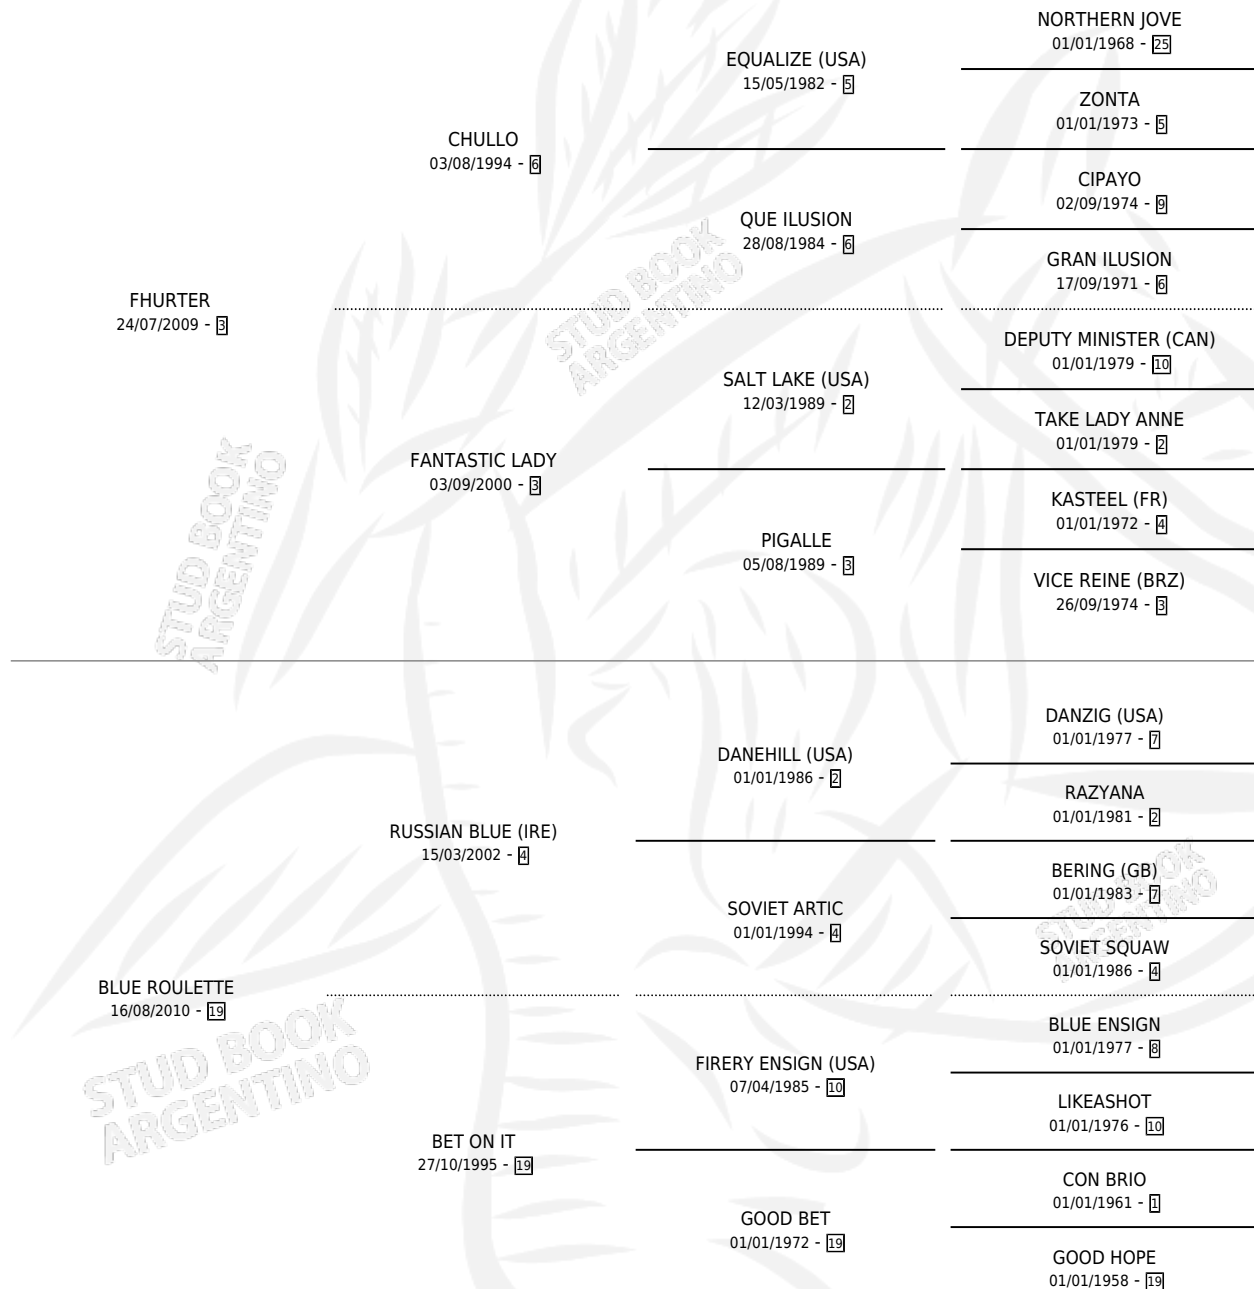 NORTHERN JOVE
01/01/1968 - 25
EQUALIZE (USA)
15/05/1982 - 5
ZONTA
01/01/1973 - 5
CHULLO
03/08/1994 - 6
CIPAYO
02/09/1974 - 9
QUE ILUSION
28/08/1984 - 6
GRAN ILUSION
17/09/1971 - 6
FHURTER
24/07/2009 - 3
DEPUTY MINISTER (CAN)
01/01/1979 - 10
SALT LAKE (USA)
12/03/1989 - 2
TAKE LADY ANNE
01/01/1979 - 2
FANTASTIC LADY
03/09/2000 - 3
KASTEEL (FR)
01/01/1972 - 4
PIGALLE
05/08/1989 - 3
VICE REINE (BRZ)
26/09/1974 - 3
STUD BOOK
ARGENTINO
STUD BOOK
ARGENTINO
DANZIG (USA)
01/01/1977 - 7
DANEHILL (USA)
01/01/1986 - 2
RAZYANA
01/01/1981 - 2
RUSSIAN BLUE (IRE)
15/03/2002 - 4
BERING (GB)
01/01/1983 - 7
SOVIET ARTIC
01/01/1994 - 4
SOVIET SQUAW
01/01/1986 - 4
BLUE ROULETTE
16/08/2010 - 19
BLUE ENSIGN
01/01/1977 - 8
FIRERY ENSIGN (USA)
07/04/1985 - 10
LIKEASHOT
01/01/1976 - 10
BET ON IT
27/10/1995 - 19
CON BRIO
01/01/1961 - 1
GOOD BET
01/01/1972 - 19
GOOD HOPE
01/01/1958 - 19
STUD BOOK
ARGENTINO
STUD BOOK
ARGENTINO